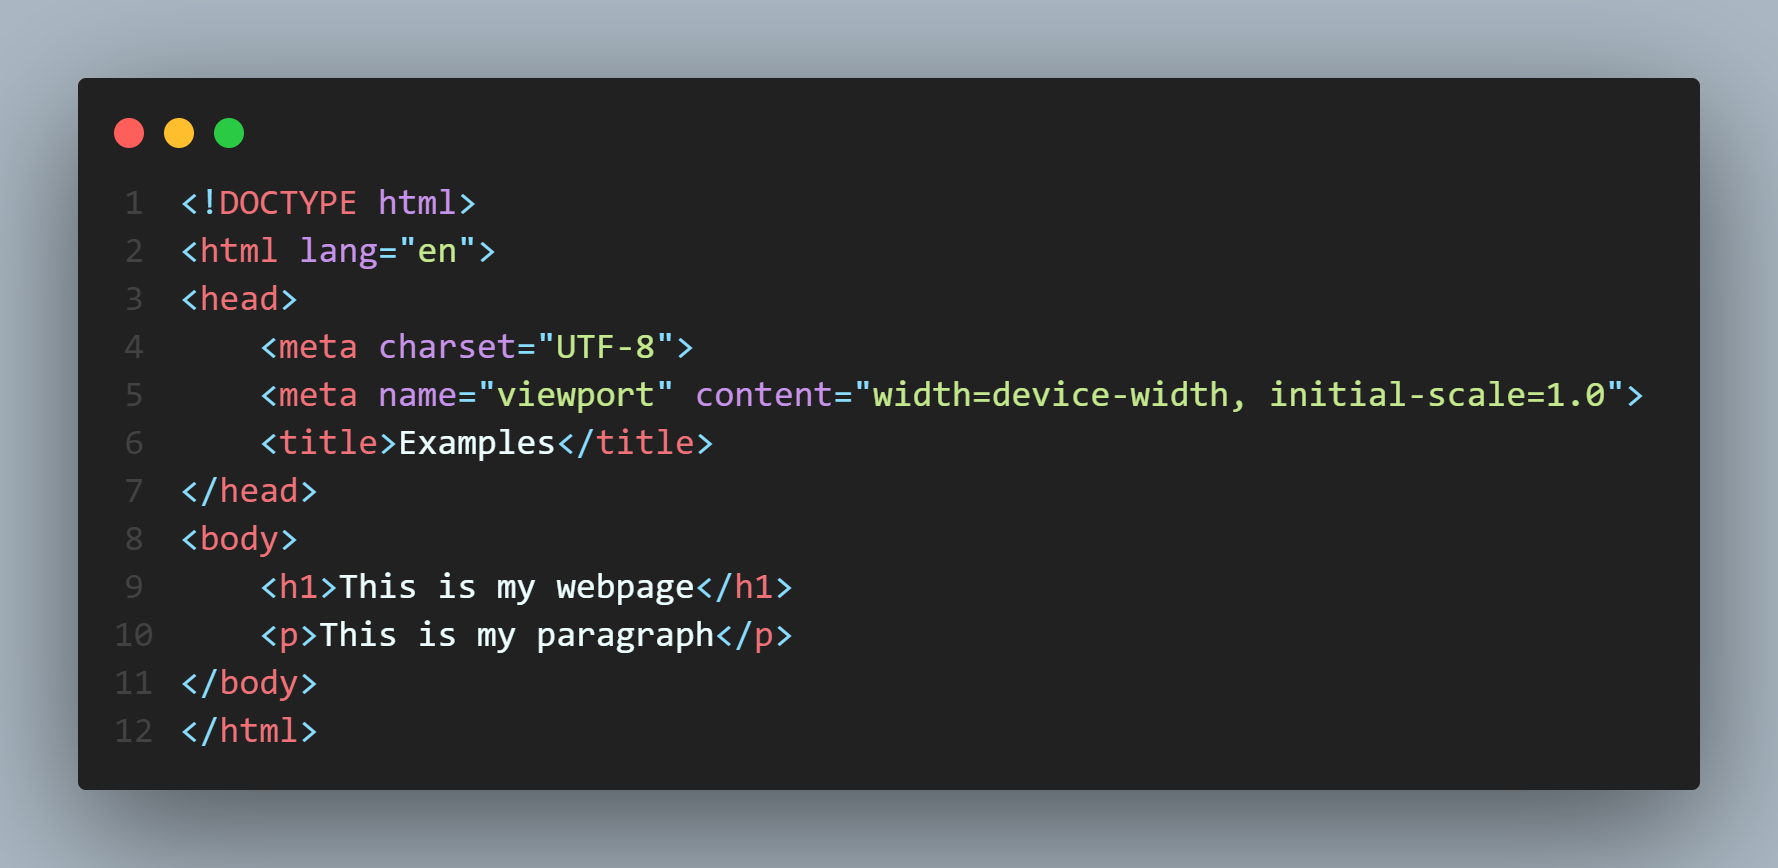 1 <!DOCTYPE html>
2 <html lang="en">
3 <head>
4     <meta charset="UTF-8">
5     <meta name="viewport" content="width=device-width, initial-scale=1.0">
6     <title>Examples</title>
7 </head>
8 <body>
9     <h1>This is my webpage</h1>
10     <p>This is my paragraph</p>
11 </body>
12 </html>